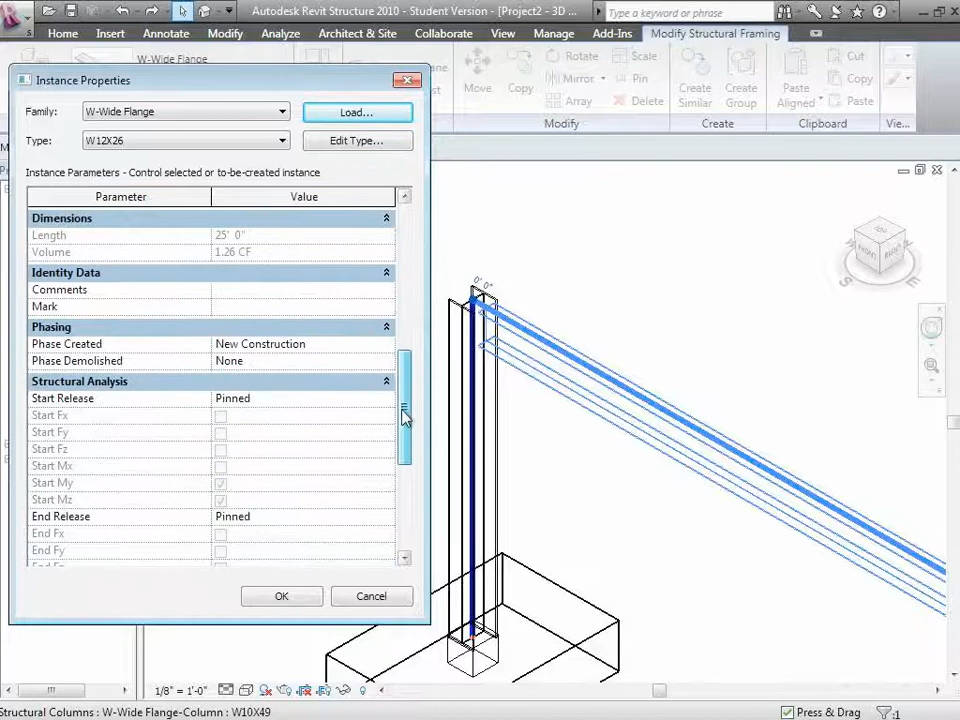 Autodesk Revit Structure 2010 - Student Version - [Project2 - 3D ...
Type a keyword or phrase
Home Insert Annotate Modify Analyze Architect & Site Collaborate View Manage Add-Ins Modify Structural Framing
W-Wide Flange
Rotate Scale Cut
Move Copy Mirror Pin Create Similar Create Group Paste Aligned Copy
Array Delete Paste
Modify Create Clipboard Vie...
Instance Properties
Family: W-Wide Flange Load...
Type: W12X26 Edit Type...
Instance Parameters - Control selected or to-be-created instance
Parameter Value
Dimensions
Length 25' 0"
Volume 1.26 CF
Identity Data
Comments
Mark
Phasing
Phase Created New Construction
Phase Demolished None
Structural Analysis
Start Release Pinned
Start Fx
Start Fy
Start Fz
Start Mx
Start My
Start Mz
End Release Pinned
End Fx
End Fy
OK Cancel
0' 0"
FRONT
S
E
1/8" = 1'-0"
Structural Columns : W-Wide Flange-Column : W10X49
Press & Drag :1